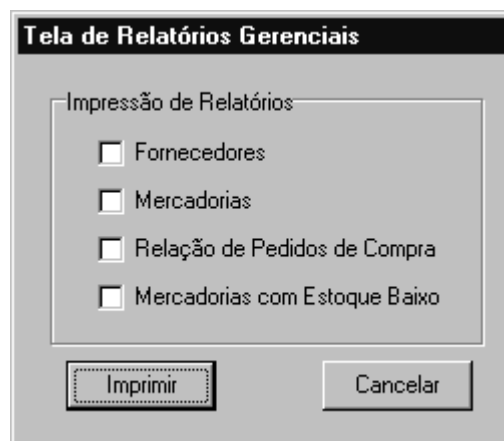 Tela de Relatórios Gerenciais
Impressão de Relatórios
Fornecedores
Mercadorias
Relação de Pedidos de Compra
Mercadorias com Estoque Baixo
Imprimir
Cancelar